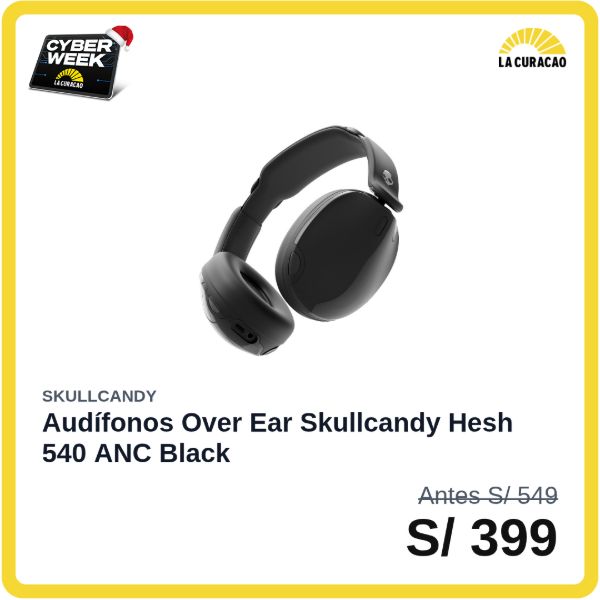 CYBER
WEEK
LA CURACAO
LA CURACAO
SKULLCANDY
Audífonos Over Ear Skullcandy Hesh
540 ANC Black
Antes S/ 549
S/ 399